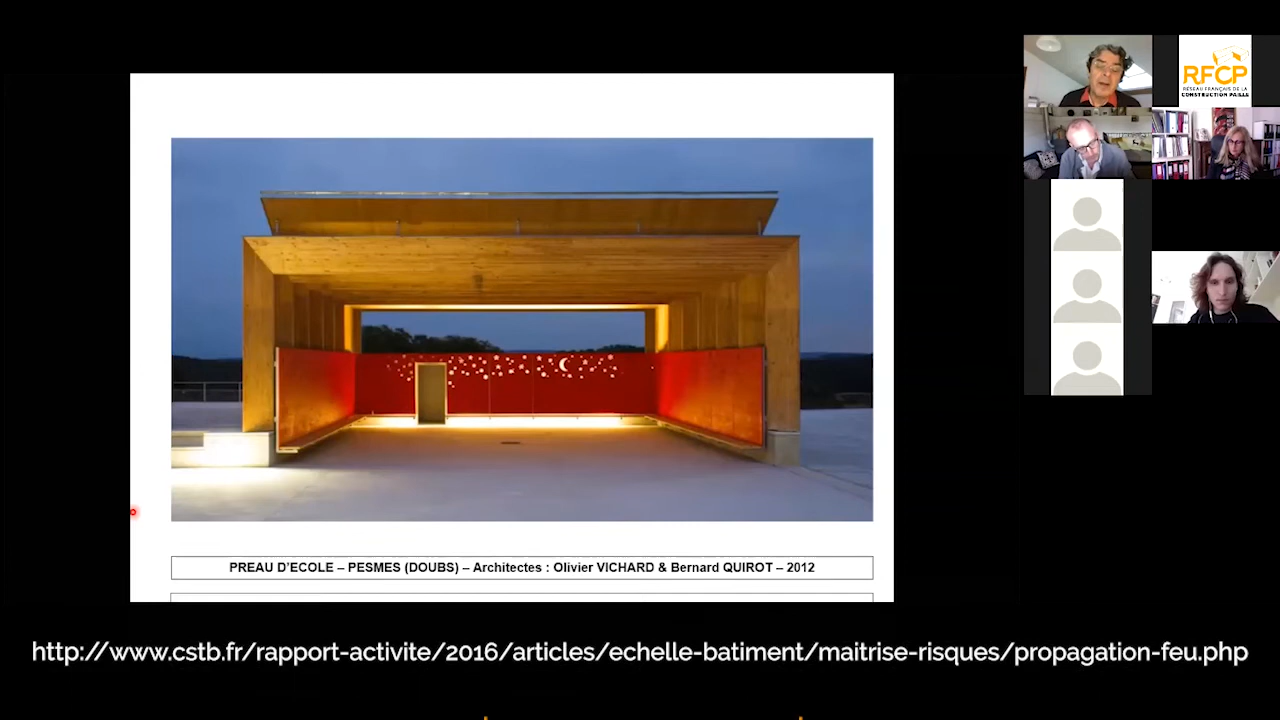 RFCP
RÉSEAU FRANÇAIS DE LA
CONSTRUCTION PAILLE
PREAU D'ECOLE – PESMES (DOUBS) – Architectes : Olivier VICHARD & Bernard QUIROT – 2012
http://www.cstb.fr/rapport-activite/2016/articles/echelle-batiment/maitrise-risques/propagation-feu.php